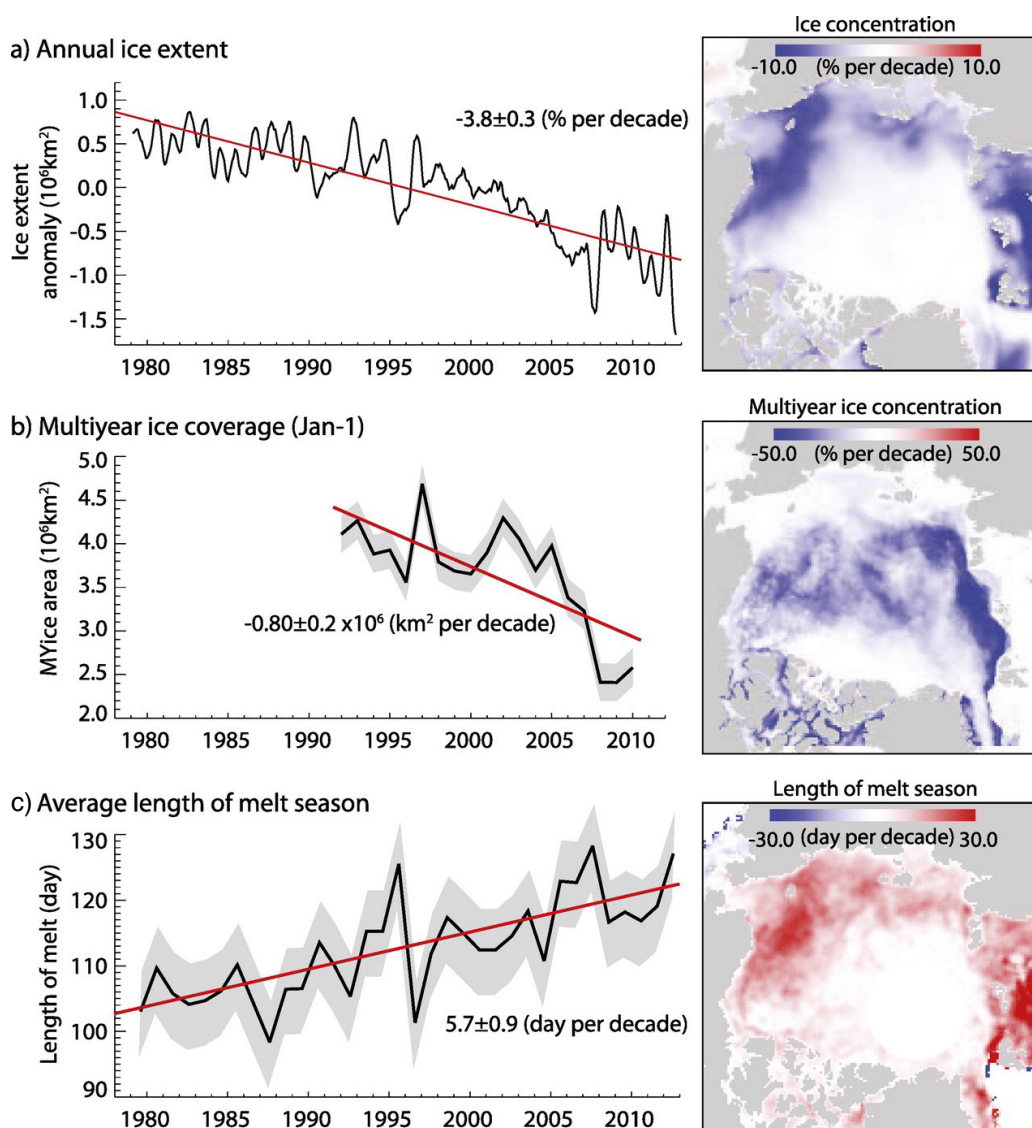 a) Annual ice extent
Ice extent
anomaly (10⁶km²)
1.0
0.5
0.0
-0.5
-1.0
-1.5
-3.8±0.3 (% per decade)
1980 1985 1990 1995 2000 2005 2010
Ice concentration
-10.0 (% per decade) 10.0
b) Multiyear ice coverage (Jan-1)
MYice area (10⁶km²)
5.0
4.5
4.0
3.5
3.0
2.5
2.0
-0.80±0.2 x10⁶ (km² per decade)
1980 1985 1990 1995 2000 2005 2010
Multiyear ice concentration
-50.0 (% per decade) 50.0
c) Average length of melt season
Length of melt (day)
130
120
110
100
90
5.7±0.9 (day per decade)
1980 1985 1990 1995 2000 2005 2010
Length of melt season
-30.0 (day per decade) 30.0